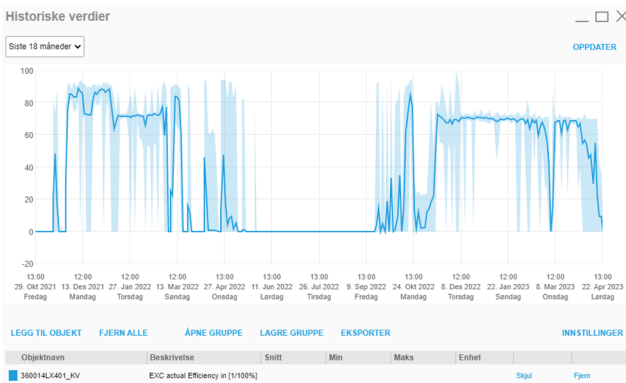 Historiske verdier
Siste 18 måneder
OPPDATER
100
80
60
40
20
0
-20
13:00 12:00 12:00 12:00 13:00 13:00 13:00 13:00 13:00 12:00 12:00 12:00 13:00
29. Okt 2021 13. Des 2021 27. Jan 2022 13. Mar 2022 27. Apr 2022 11. Jun 2022 26. Jul 2022 9. Sep 2022 24. Okt 2022 8. Des 2022 22. Jan 2023 8. Mar 2023 22. Apr 2023
Fredag Mandag Torsdag Søndag Onsdag Lørdag Tirsdag Fredag Mandag Torsdag Søndag Onsdag Lørdag
LEGG TIL OBJEKT FJERN ALLE ÅPNE GRUPPE LAGRE GRUPPE EKSPORTER INNSTILLINGER
Objektnavn Beskrivelse Snitt Min Maks Enhet
360014LX401_KV EXC actual Efficiency in [1/100%] Skjul Fjern